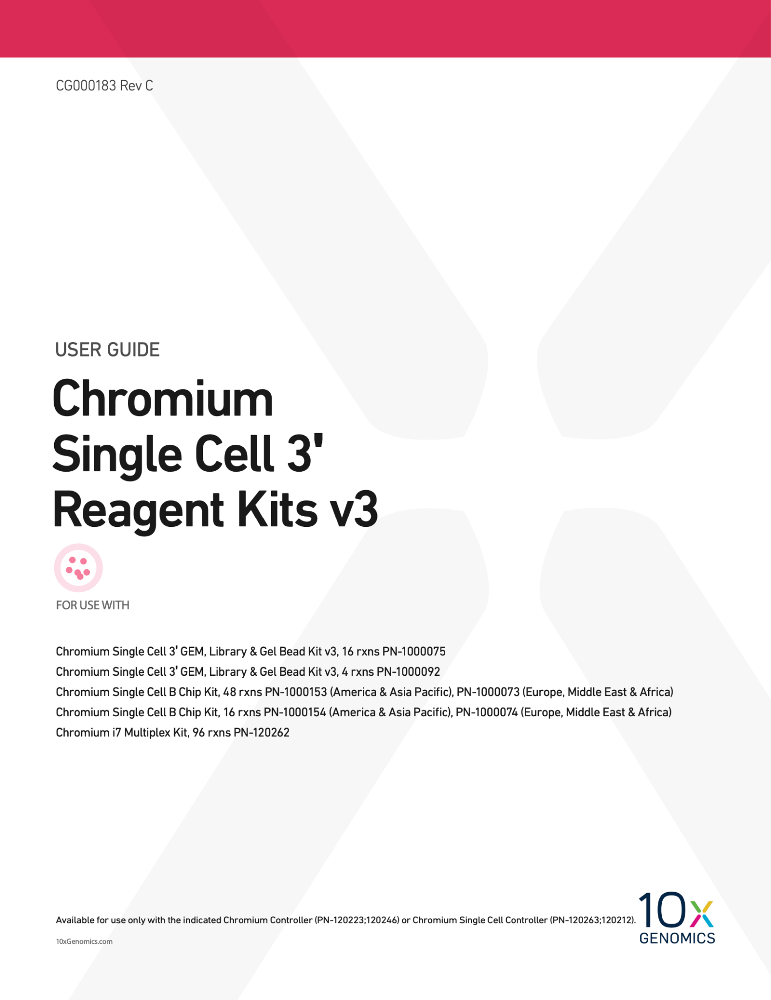 CG000183 Rev C
USER GUIDE
Chromium
Single Cell 3'
Reagent Kits v3
FOR USE WITH
Chromium Single Cell 3' GEM, Library & Gel Bead Kit v3, 16 rxns PN-1000075
Chromium Single Cell 3' GEM, Library & Gel Bead Kit v3, 4 rxns PN-1000092
Chromium Single Cell B Chip Kit, 48 rxns PN-1000153 (America & Asia Pacific), PN-1000073 (Europe, Middle East & Africa)
Chromium Single Cell B Chip Kit, 16 rxns PN-1000154 (America & Asia Pacific), PN-1000074 (Europe, Middle East & Africa)
Chromium i7 Multiplex Kit, 96 rxns PN-120262
Available for use only with the indicated Chromium Controller (PN-120223;120246) or Chromium Single Cell Controller (PN-120263;120212).
10xGenomics.com
10x
GENOMICS